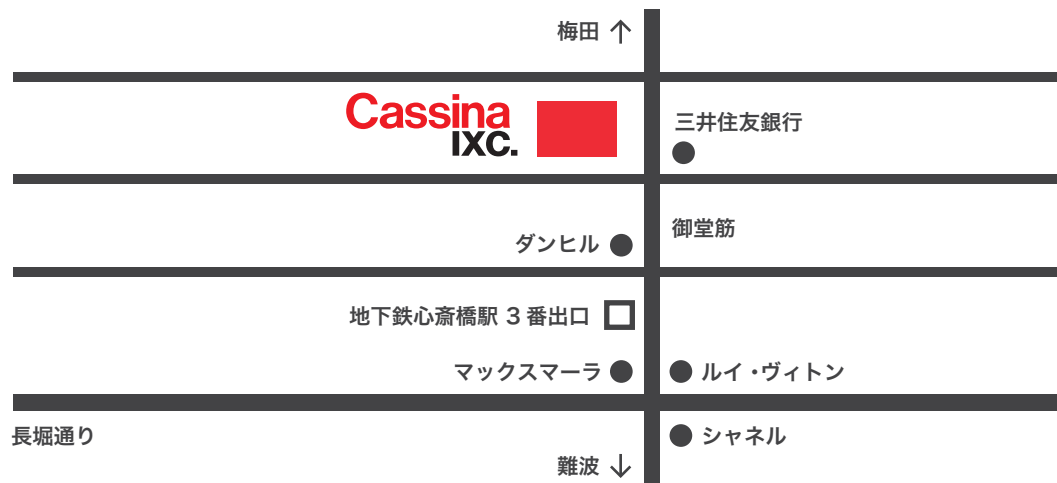 梅田
Cassina
IXC.
三井住友銀行
御堂筋
ダンヒル
地下鉄心斎橋駅 3 番出口
マックスマーラ
ルイ・ヴィトン
長堀通り
シャネル
難波